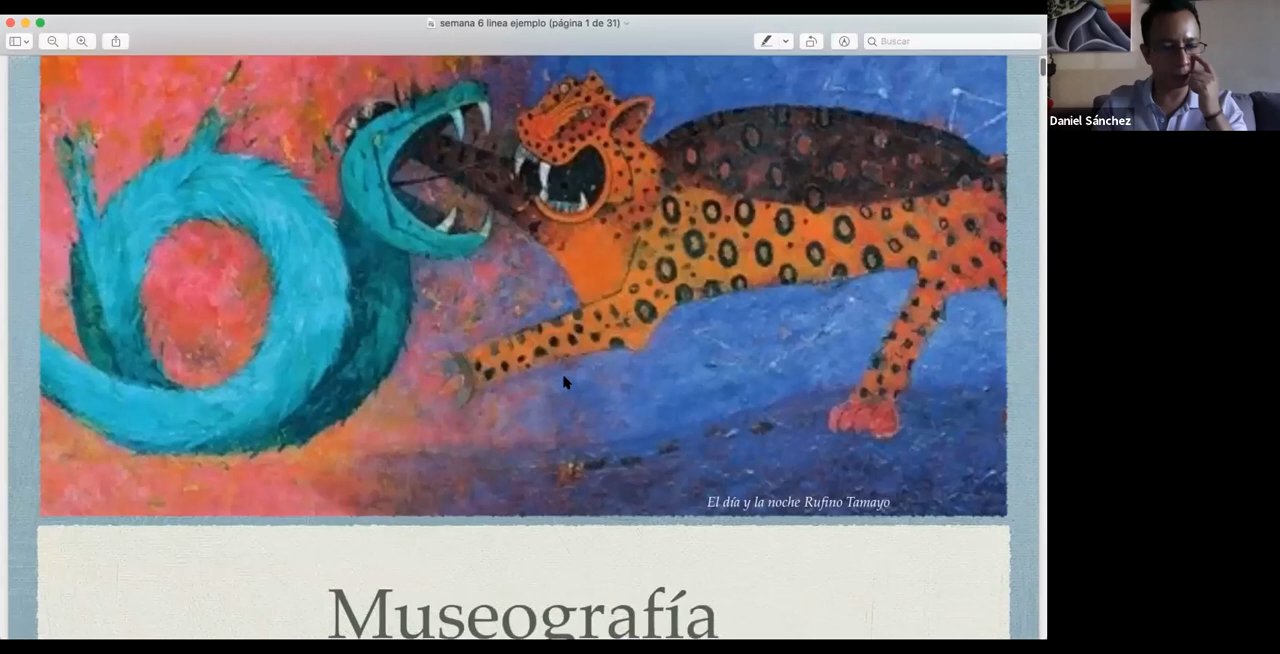 semana 6 linea ejemplo (página 1 de 31)
Buscar
Daniel Sánchez
El día y la noche Rufino Tamayo
Museografía